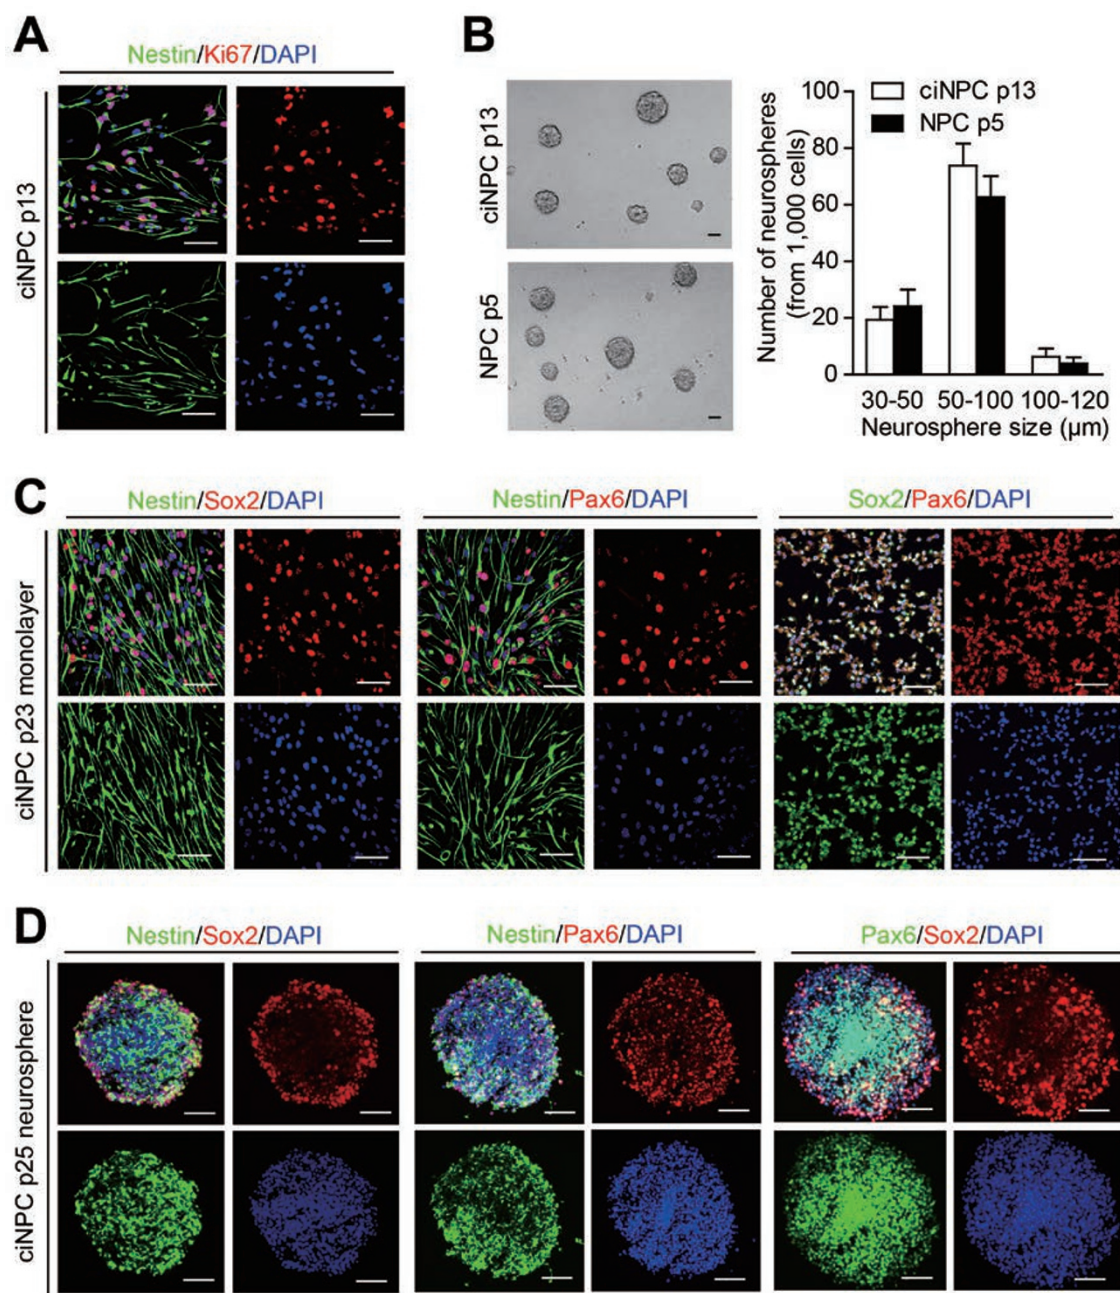 A
Nestin/Ki67/DAPI
ciNPC p13
B
ciNPC p13
NPC p5
Number of neurospheres
(from 1,000 cells)
100
80
60
40
20
0
ciNPC p13
NPC p5
30-50 50-100 100-120
Neurosphere size (µm)
C
Nestin/Sox2/DAPI
Nestin/Pax6/DAPI
Sox2/Pax6/DAPI
ciNPC p23 monolayer
D
Nestin/Sox2/DAPI
Nestin/Pax6/DAPI
Pax6/Sox2/DAPI
ciNPC p25 neurosphere